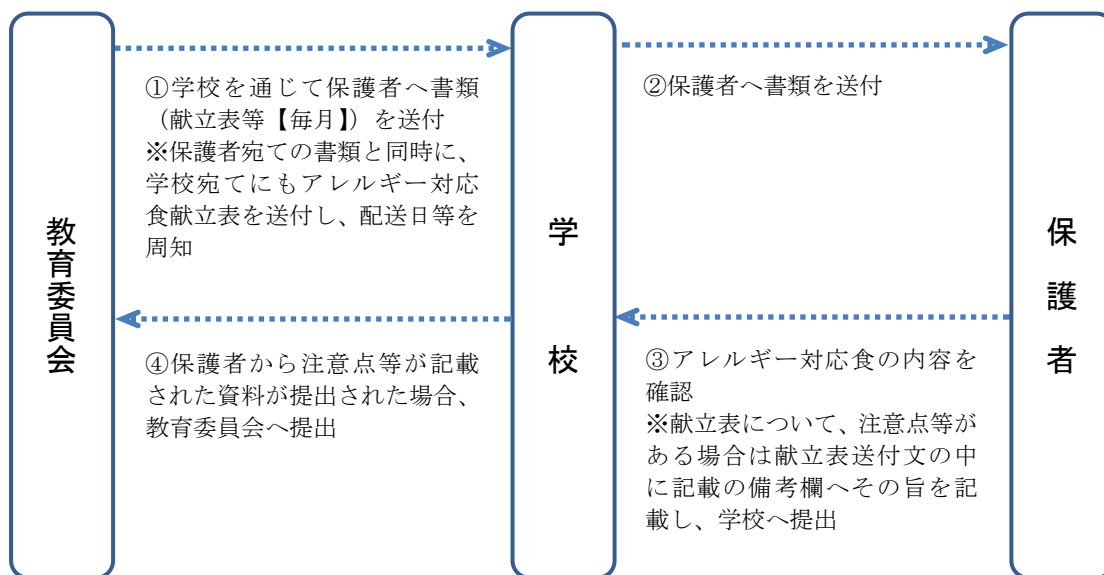 教育委員会
①学校を通じて保護者へ書類
（献立表等【毎月】）を送付
※保護者宛ての書類と同時に、
学校宛てにもアレルギー対応
食献立表を送付し、配送日等を
周知
④保護者から注意点等が記載
された資料が提出された場合、
教育委員会へ提出
学校
②保護者へ書類を送付
③アレルギー対応食の内容を
確認
※献立表について、注意点等が
ある場合は献立表送付文の中
に記載の備考欄へその旨を記
載し、学校へ提出
保護者